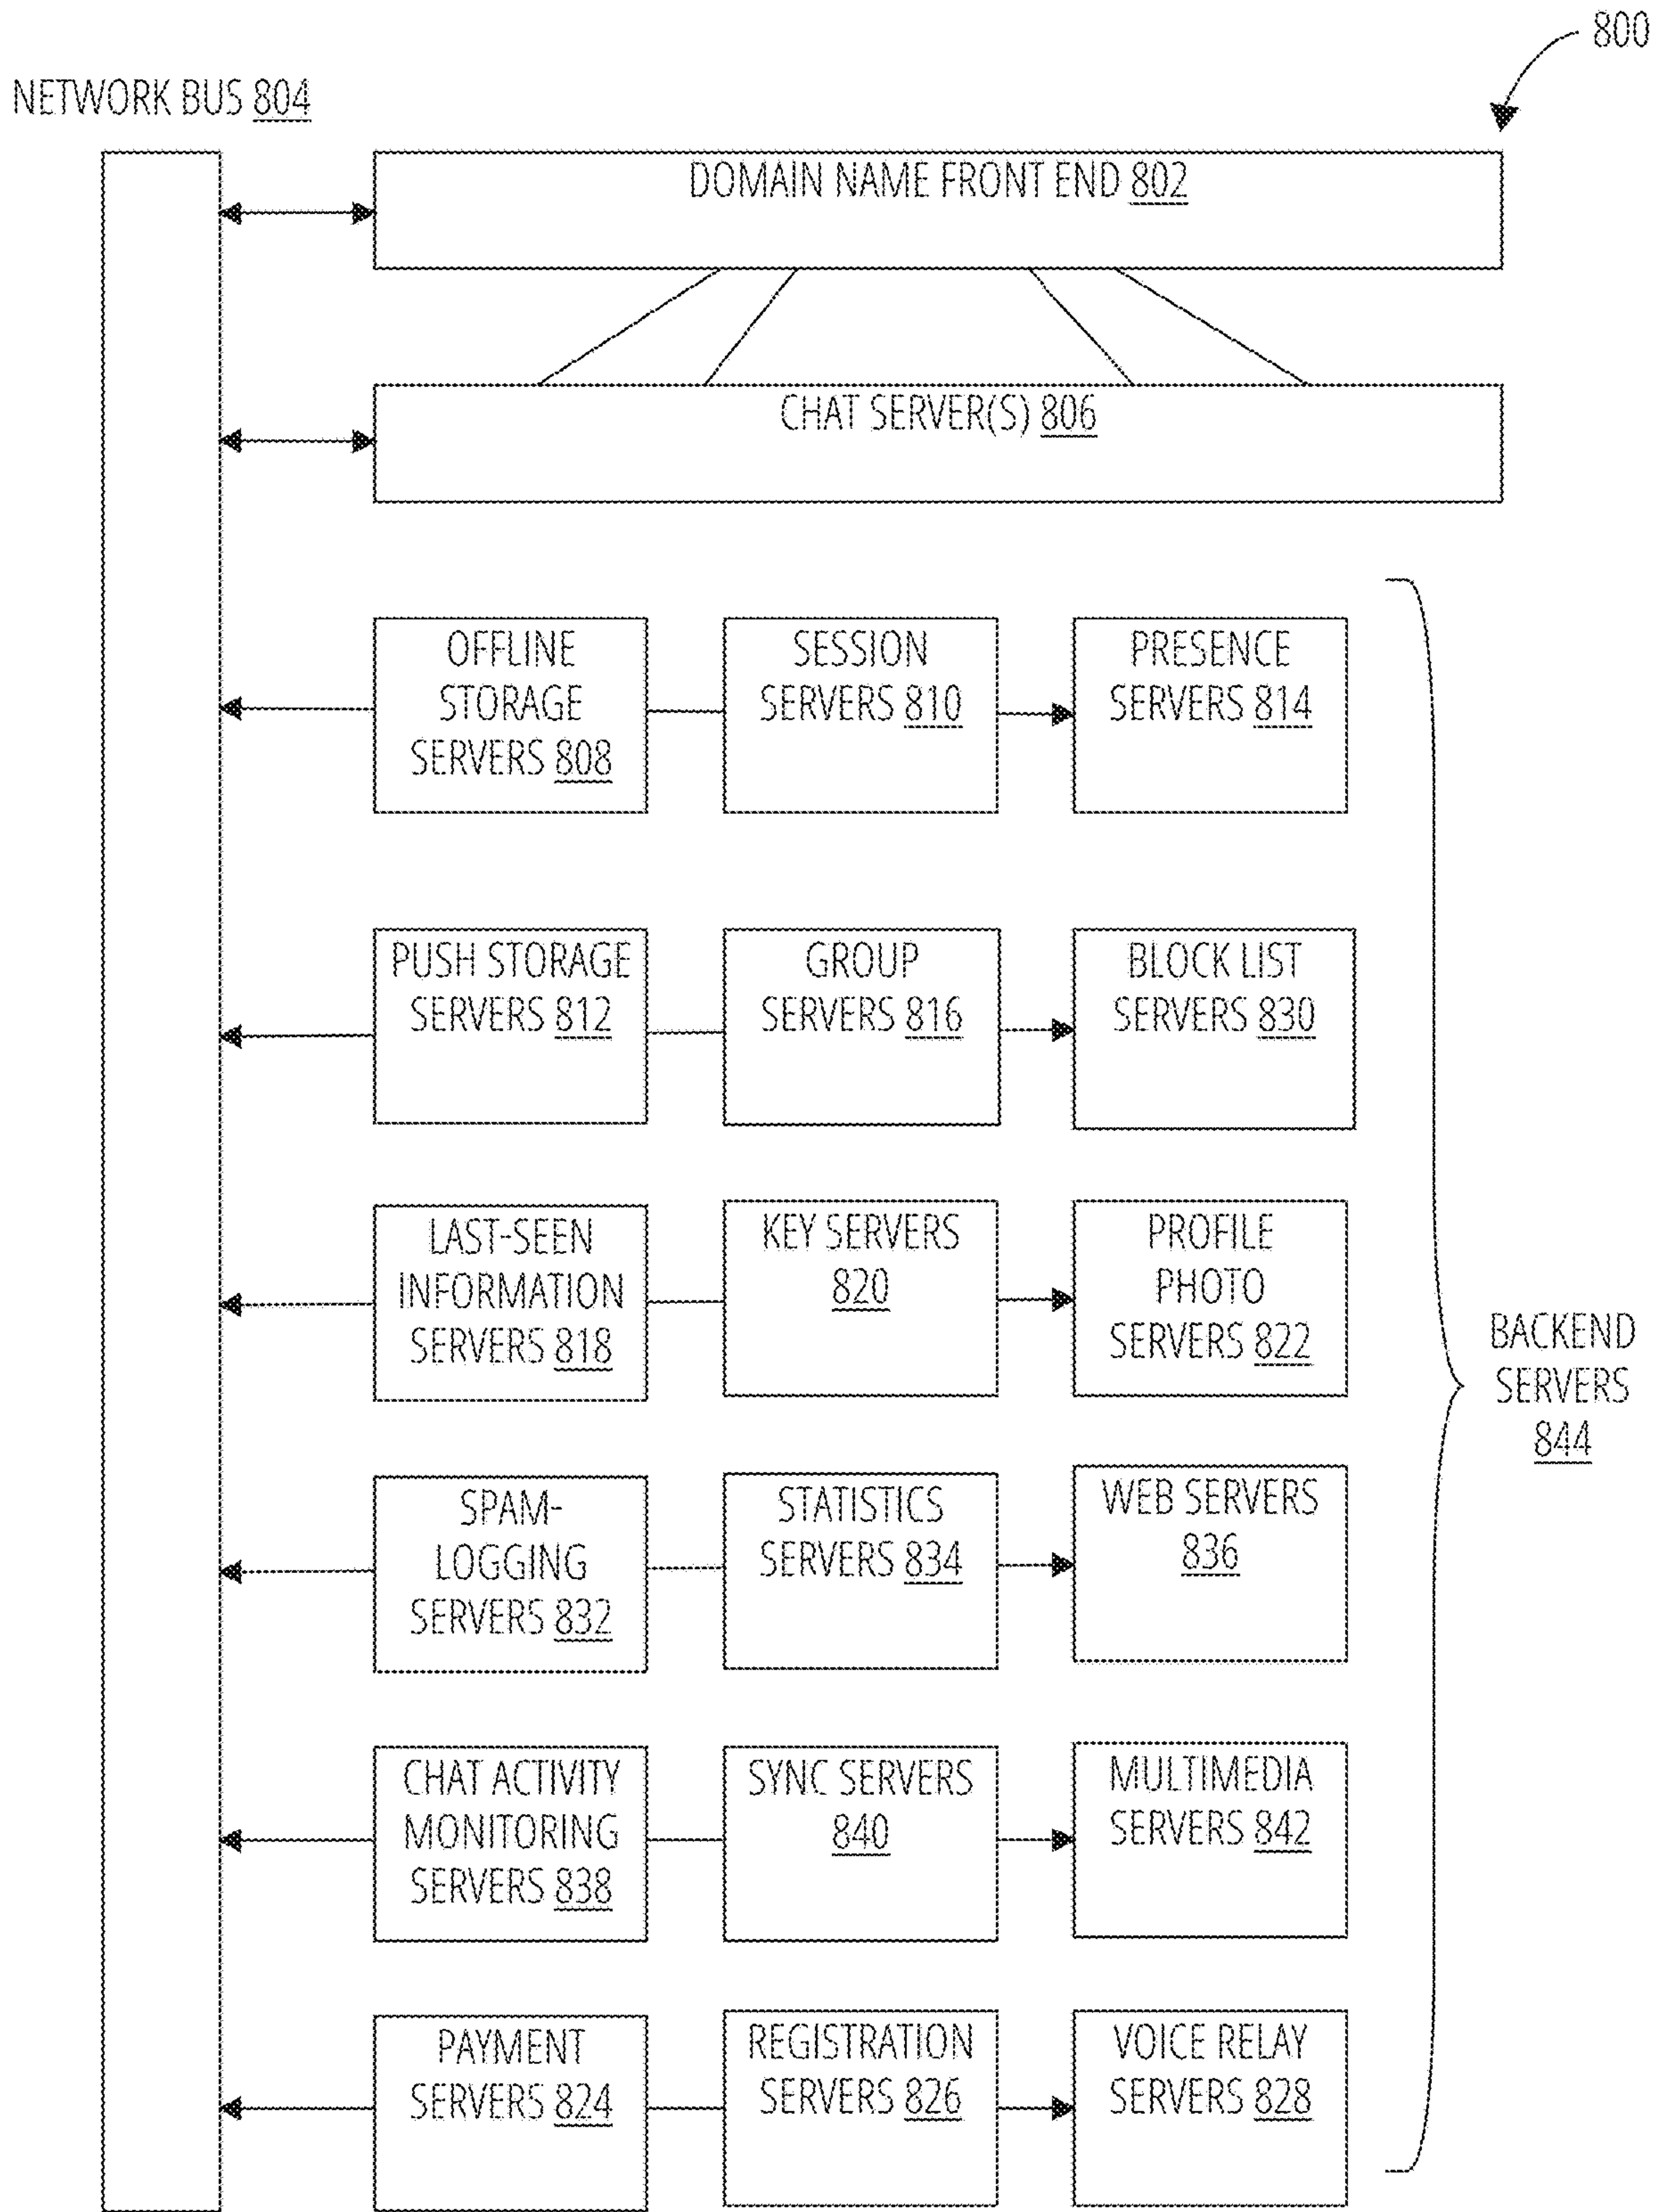 800
NETWORK BUS 804
DOMAIN NAME FRONT END 802
CHAT SERVER(S) 806
OFFLINE
STORAGE
SERVERS 808
SESSION
SERVERS 810
PRESENCE
SERVERS 814
PUSH STORAGE
SERVERS 812
GROUP
SERVERS 816
BLOCK LIST
SERVERS 830
LAST-SEEN
INFORMATION
SERVERS 818
KEY SERVERS
820
PROFILE
PHOTO
SERVERS 822
BACKEND
SERVERS
844
SPAM-
LOGGING
SERVERS 832
STATISTICS
SERVERS 834
WEB SERVERS
836
CHAT ACTIVITY
MONITORING
SERVERS 838
SYNC SERVERS
840
MULTIMEDIA
SERVERS 842
PAYMENT
SERVERS 824
REGISTRATION
SERVERS 826
VOICE RELAY
SERVERS 828